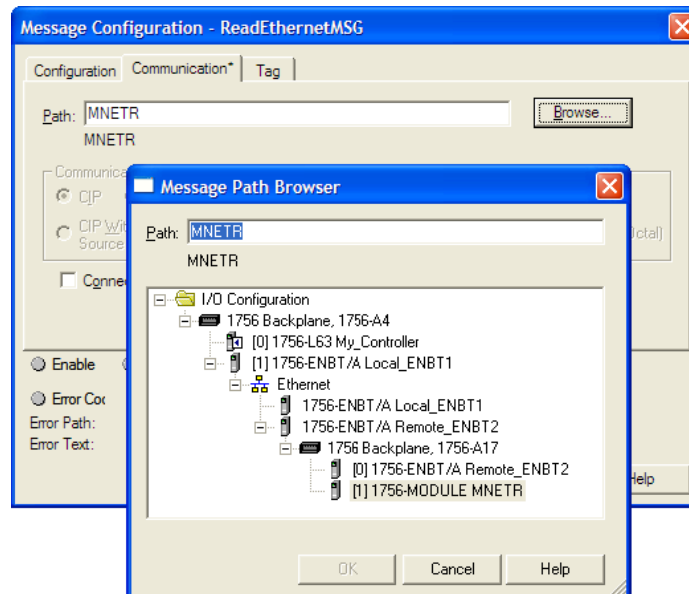 Message Configuration - ReadEthernetMSG
Configuration Communication* Tag
Path: MNETR Browse...
MNETR
Message Path Browser
CIP
Path: MNETR
Source
MNETR
I/O Configuration
1756 Backplane, 1756-A4
[0] 1756-L63 My_Controller
[1] 1756-ENBT/A Local_ENBT1
Enable
Ethernet
1756-ENBT/A Local_ENBT1
1756-ENBT/A Remote_ENBT2
Error Path:
1756 Backplane, 1756-A17
Error Text:
[0] 1756-ENBT/A Remote_ENBT2
[1] 1756-MODULE MNETR
OK Cancel Help